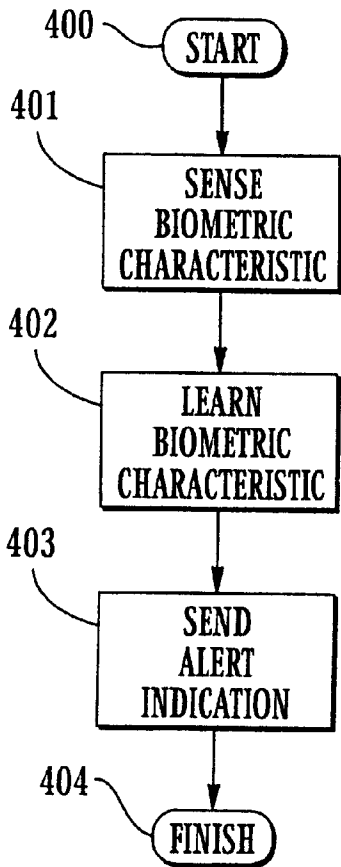 400
START
401
SENSE
BIOMETRIC
CHARACTERISTIC
402
LEARN
BIOMETRIC
CHARACTERISTIC
403
SEND
ALERT
INDICATION
404
FINISH